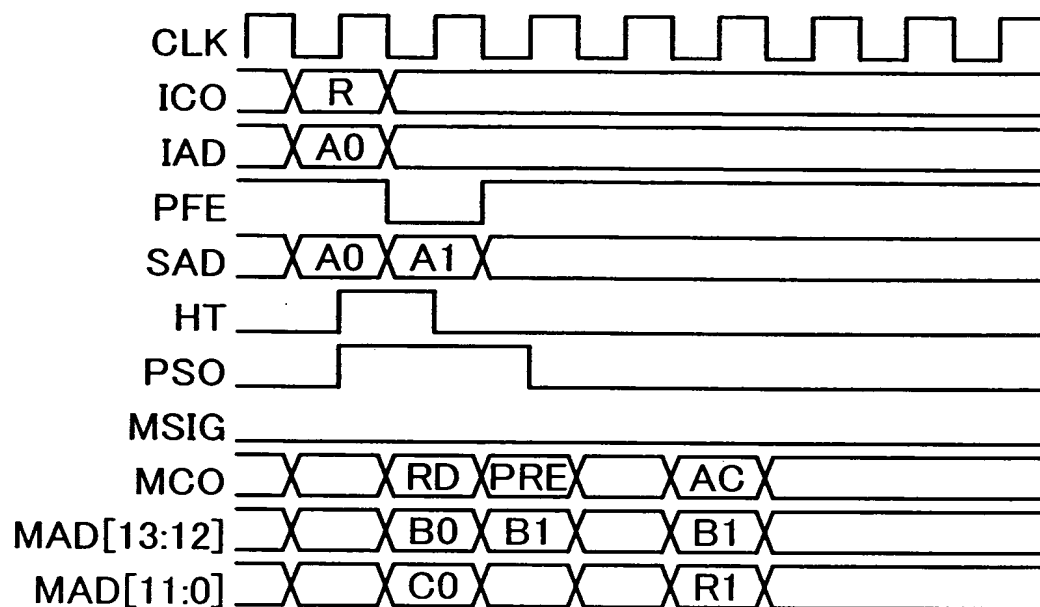 CLK
ICO R
IAD A0
PFE
SAD A0 A1
HT
PSO
MSIG
MCO RD PRE AC
MAD[13:12] B0 B1 B1
MAD[11:0] C0 R1